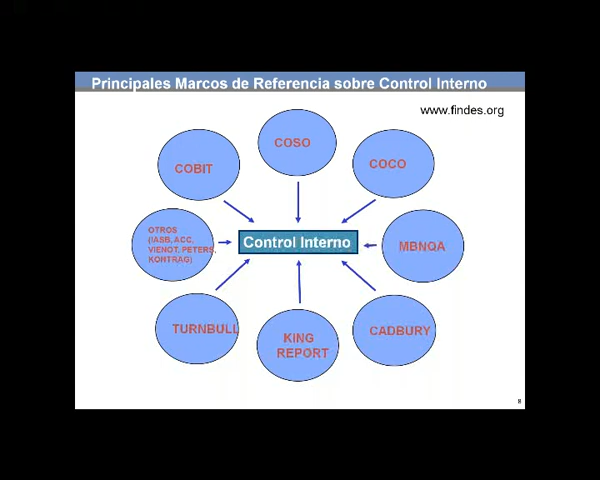 Principales Marcos de Referencia sobre Control Interno
www.findes.org
COSO
COBIT
COCO
OTROS
(IASB, ACC,
VIENOT, PETERS,
KONTRAG)
Control Interno
MBNQA
TURNBULL
KING
REPORT
CADBURY
8